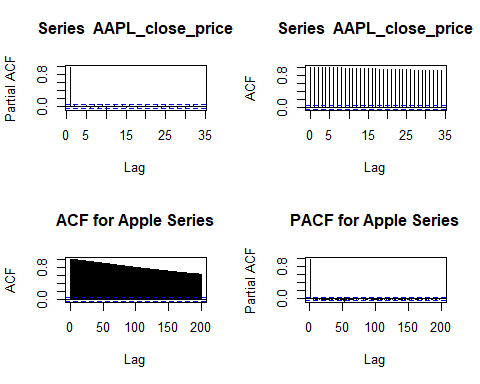 Series AAPL_close_price
Partial ACF
0.0 0.8
0 5 15 25 35
Lag
Series AAPL_close_price
ACF
0.0 0.8
0 5 15 25 35
Lag
ACF for Apple Series
ACF
0.0 0.8
0 50 100 150 200
Lag
PACF for Apple Series
Partial ACF
0.0 0.8
0 50 100 150 200
Lag